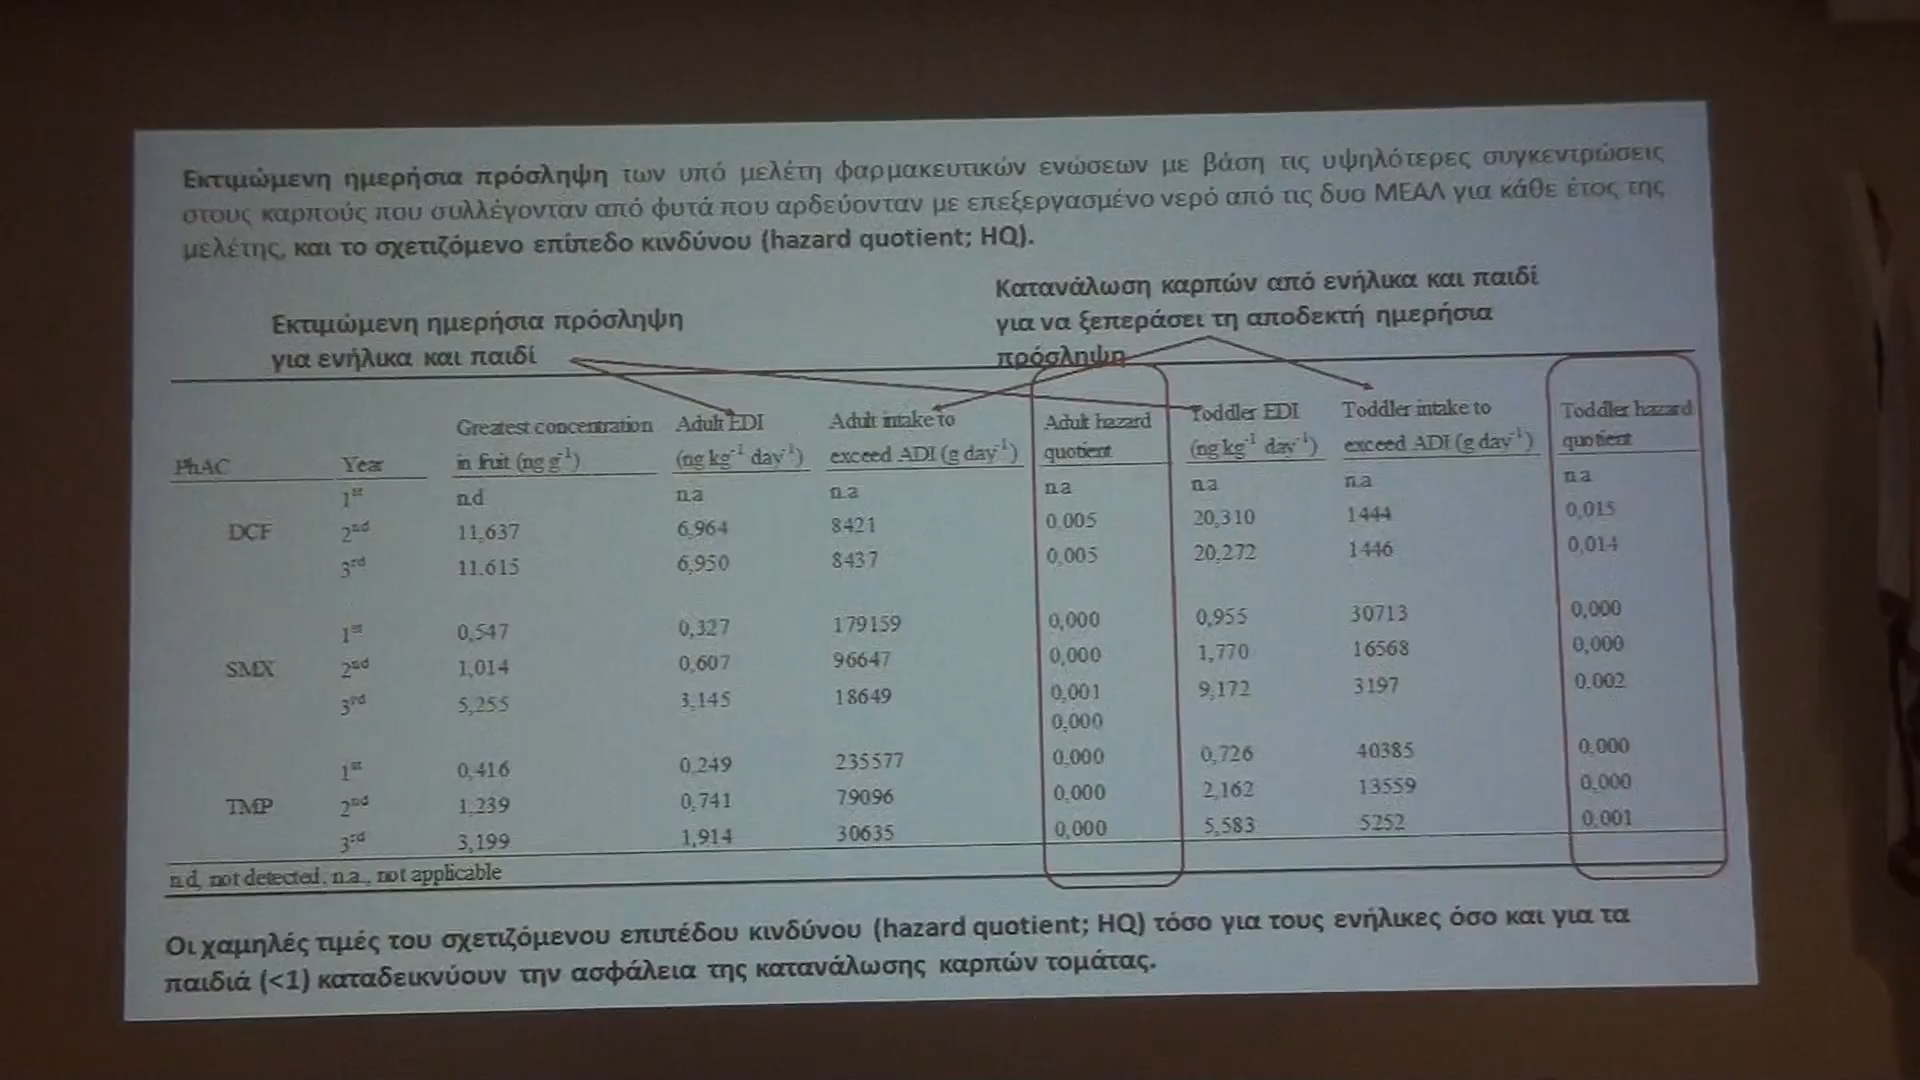 Εκτιμώμενη ημερήσια πρόσληψη των υπό μελέτη φαρμακευτικών ενώσεων με βάση τις υψηλότερες συγκεντρώσεις
στους καρπούς που συλλέγονταν από φυτά που αρδεύονταν με επεξεργασμένο νερό από τις δυο ΜΕΑΛ για κάθε έτος της
μελέτης, και το σχετιζόμενο επίπεδο κινδύνου (hazard quotient; HQ).
Εκτιμώμενη ημερήσια πρόσληψη
για ενήλικα και παιδί
Κατανάλωση καρπών από ενήλικα και παιδί
για να ξεπεράσει τη αποδεκτή ημερήσια
πρόσληψη
PhAC Year Greatest concentration in fruit (ng g⁻¹) Adult EDI (ng kg⁻¹ day⁻¹) Adult intake to exceed ADI (g day⁻¹) Adult hazard quotient Toddler EDI (ng kg⁻¹ day⁻¹) Toddler intake to exceed ADI (g day⁻¹) Toddler hazard quotient
1st n.d n.a n.a n.a n.a n.a n.a
DCF 2nd 11,637 6,964 8421 0,005 20,310 1444 0,015
3rd 11,615 6,950 8437 0,005 20,272 1446 0,014
1st 0,547 0,327 179159 0,000 0,955 30713 0,000
SMX 2nd 1,014 0,607 96647 0,000 1,770 16568 0,000
3rd 5,255 3,145 18649 0,001 9,172 3197 0,002
0,000
1st 0,416 0,249 235577 0,000 0,726 40385 0,000
TMP 2nd 1,239 0,741 79096 0,000 2,162 13559 0,000
3rd 3,199 1,914 30635 0,000 5,583 5252 0,001
n.d, not detected, n.a., not applicable
Οι χαμηλές τιμές του σχετιζόμενου επιπέδου κινδύνου (hazard quotient; HQ) τόσο για τους ενήλικες όσο και για τα
παιδιά (<1) καταδεικνύουν την ασφάλεια της κατανάλωσης καρπών τομάτας.